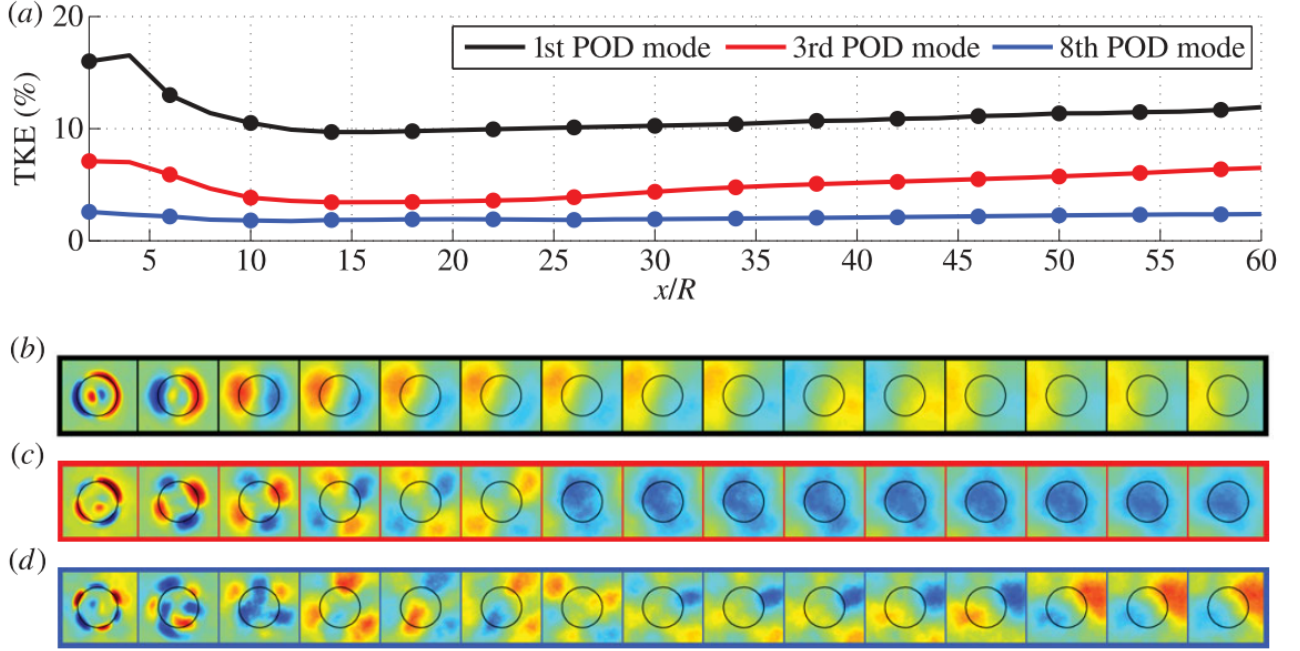 (a)
20
10
0
TKE (%)
1st POD mode 3rd POD mode 8th POD mode
5 10 15 20 25 30 35 40 45 50 55 60
x/R
(b)
(c)
(d)